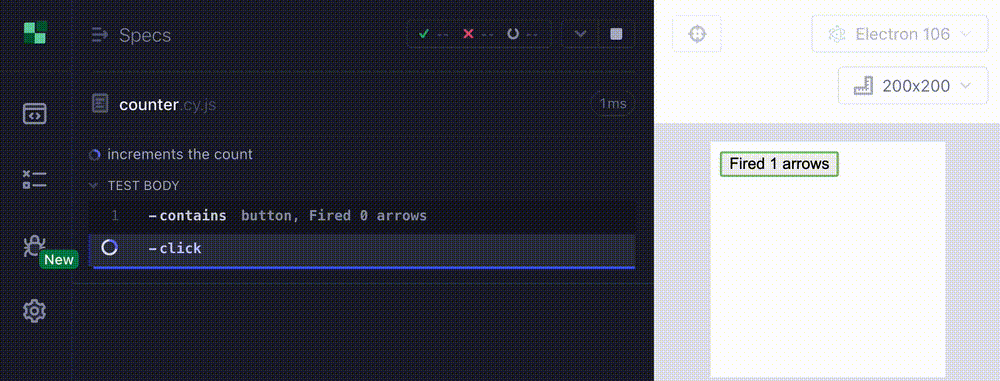 Specs
-- -- --
Electron 106
200x200
counter.cy.js
1ms
increments the count
TEST BODY
1 -contains button, Fired 0 arrows
-click
New
Fired 1 arrows